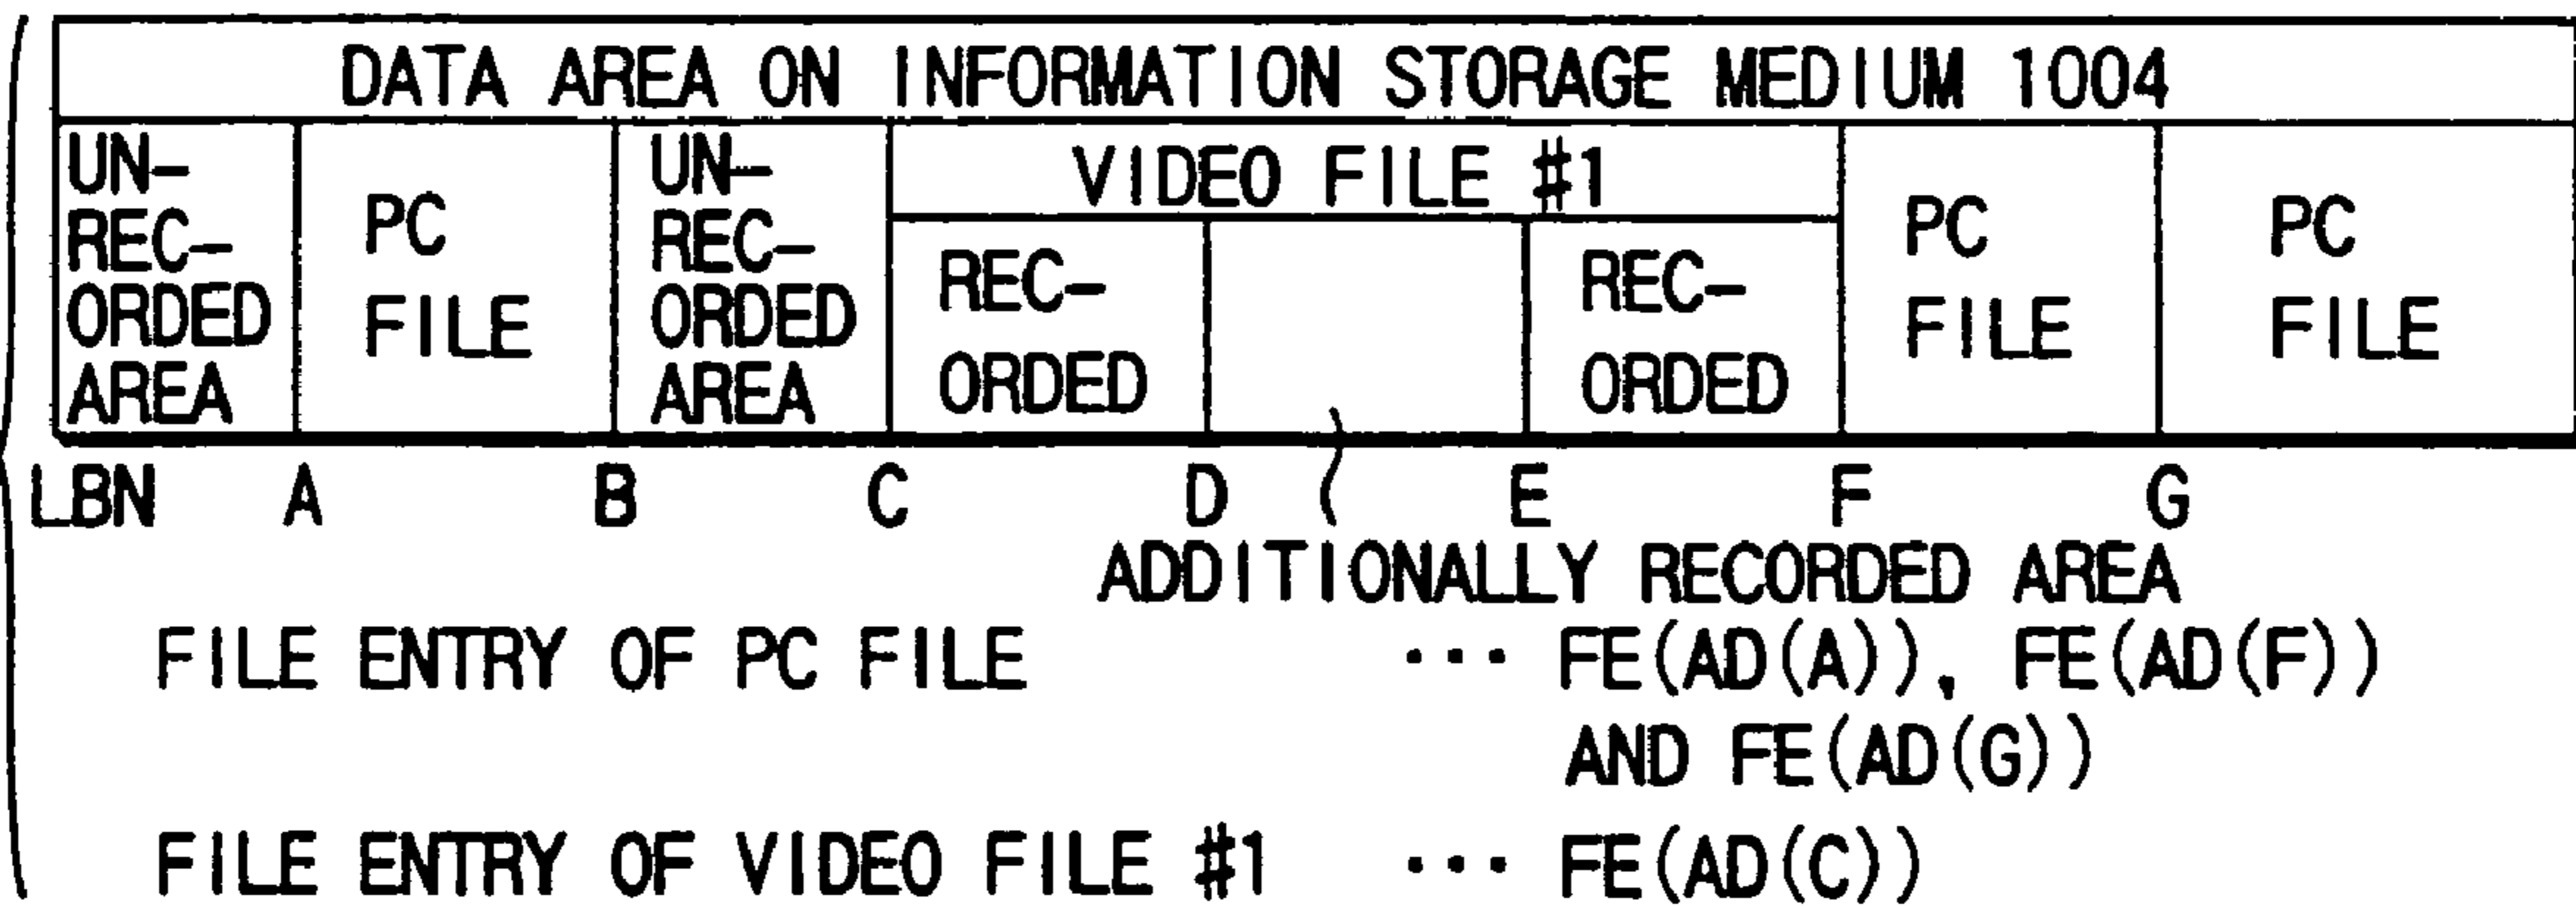 DATA AREA ON INFORMATION STORAGE MEDIUM 1004
UN-
REC-
ORDED
AREA
PC
FILE
UN-
REC-
ORDED
AREA
VIDEO FILE #1
REC-
ORDED
REC-
ORDED
PC
FILE
PC
FILE
LBN A B C D E F G
ADDITIONALLY RECORDED AREA
FILE ENTRY OF PC FILE ··· FE(AD(A)), FE(AD(F))
AND FE(AD(G))
FILE ENTRY OF VIDEO FILE #1 ··· FE(AD(C))